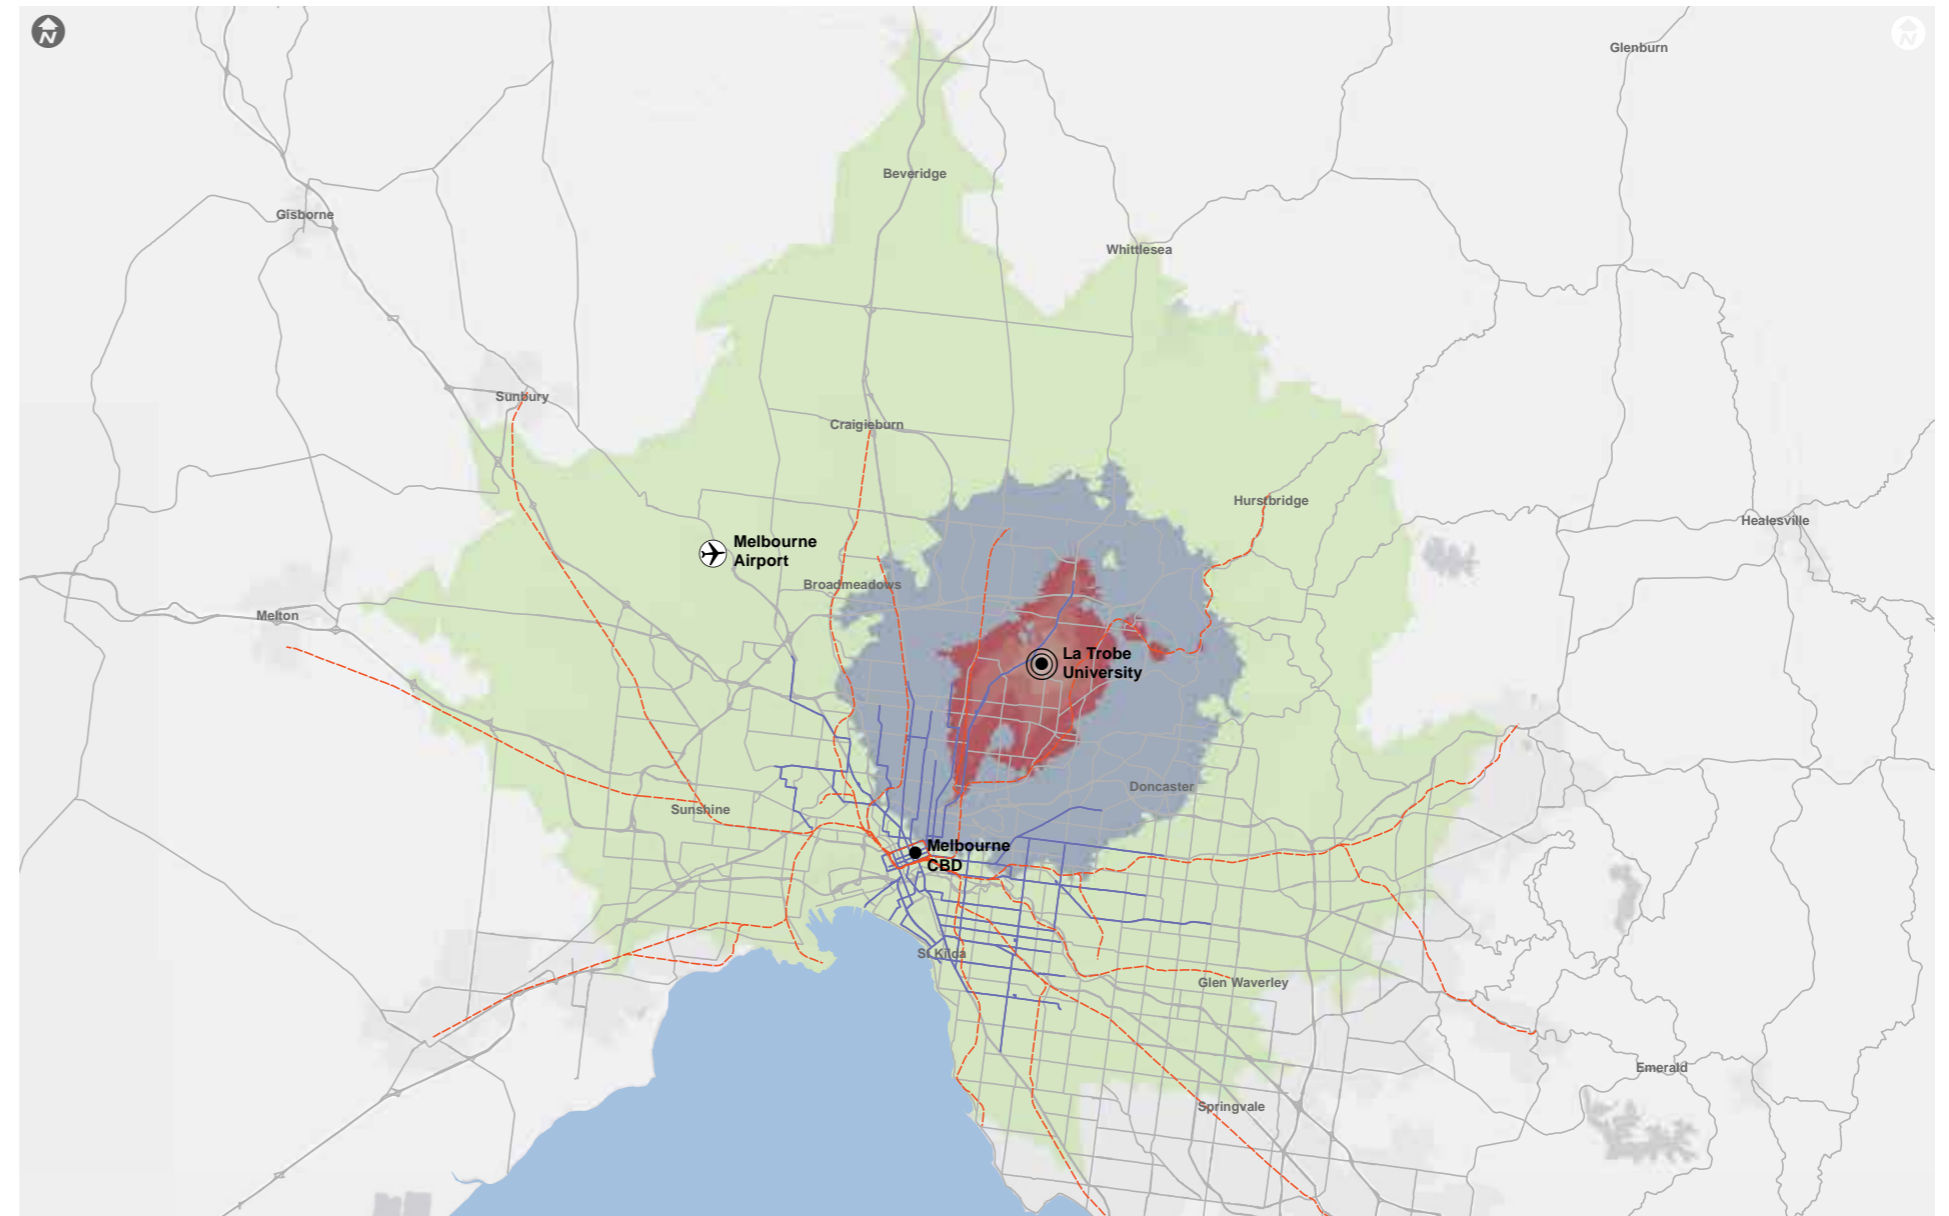 N
N
Glenburn
Beveridge
Gisborne
Whittlesea
Sunbury
Craigieburn
Hurstbridge
Healesville
Melbourne
Airport
Broadmeadows
Melton
La Trobe
University
Doncaster
Sunshine
Melbourne
CBD
St Kilda
Glen Waverley
Emerald
Springvale